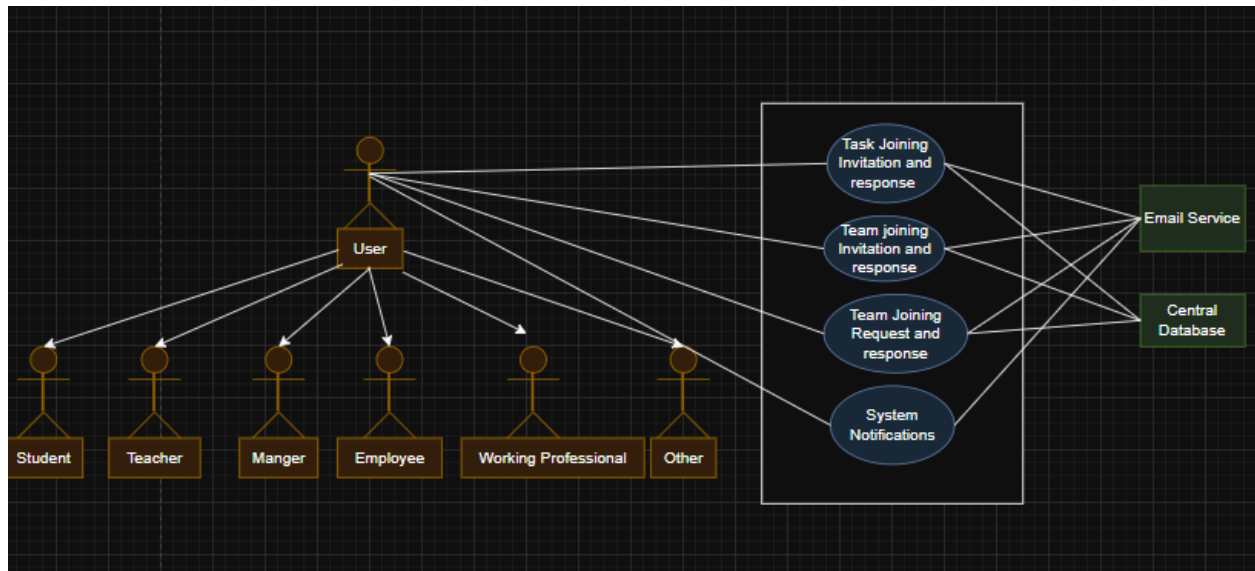 Task Joining
Invitation and
response
User
Team joining
Invitation and
response
Team Joining
Request and
response
System
Notifications
Email Service
Central
Database
Student
Teacher
Manger
Employee
Working Professional
Other